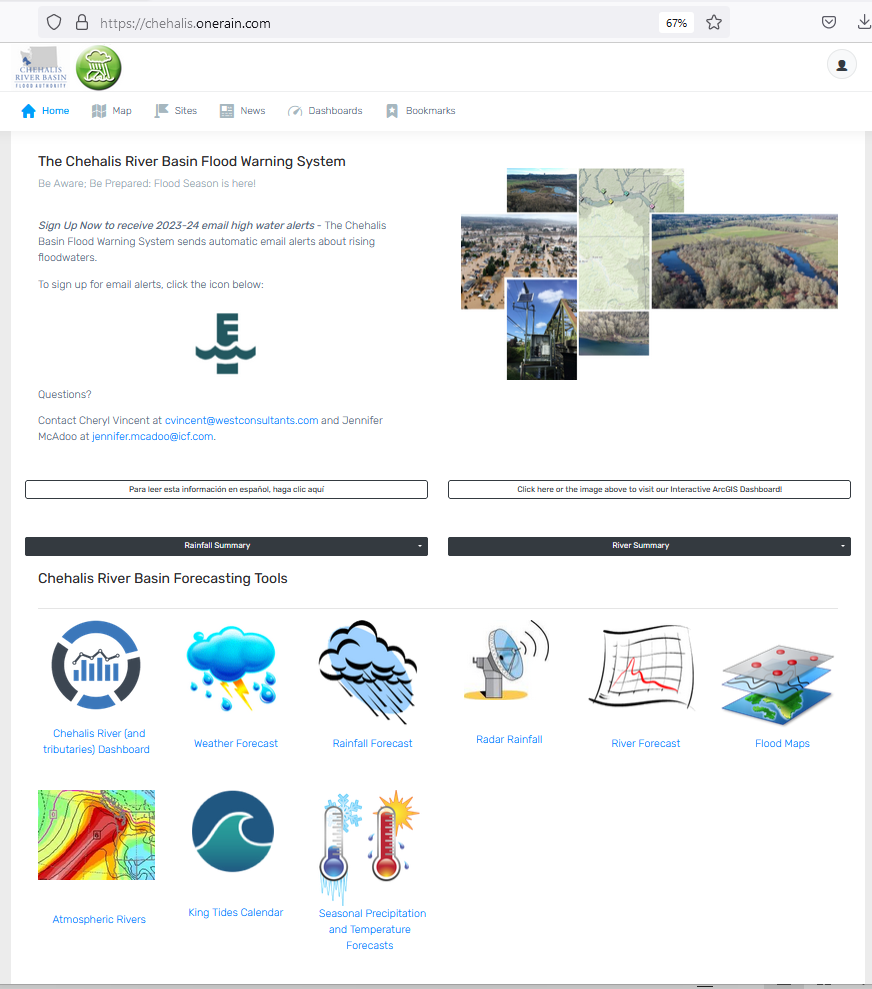 https://chehalis.onerain.com
67%
CHEHALIS
RIVER BASIN
FLOOD AUTHORITY
Home
Map
Sites
News
Dashboards
Bookmarks
The Chehalis River Basin Flood Warning System
Be Aware; Be Prepared: Flood Season is here!
Sign Up Now to receive 2023-24 email high water alerts - The Chehalis
Basin Flood Warning System sends automatic email alerts about rising
floodwaters.
To sign up for email alerts, click the icon below:
E
Questions?
Contact Cheryl Vincent at cvincent@westconsultants.com and Jennifer
McAdoo at jennifer.mcadoo@icf.com.
Para leer esta información en español, haga clic aquí
Click here or the image above to visit our Interactive ArcGIS Dashboard!
Rainfall Summary
River Summary
Chehalis River Basin Forecasting Tools
Chehalis River (and
tributaries) Dashboard
Weather Forecast
Rainfall Forecast
Radar Rainfall
River Forecast
Flood Maps
Atmospheric Rivers
King Tides Calendar
Seasonal Precipitation
and Temperature
Forecasts